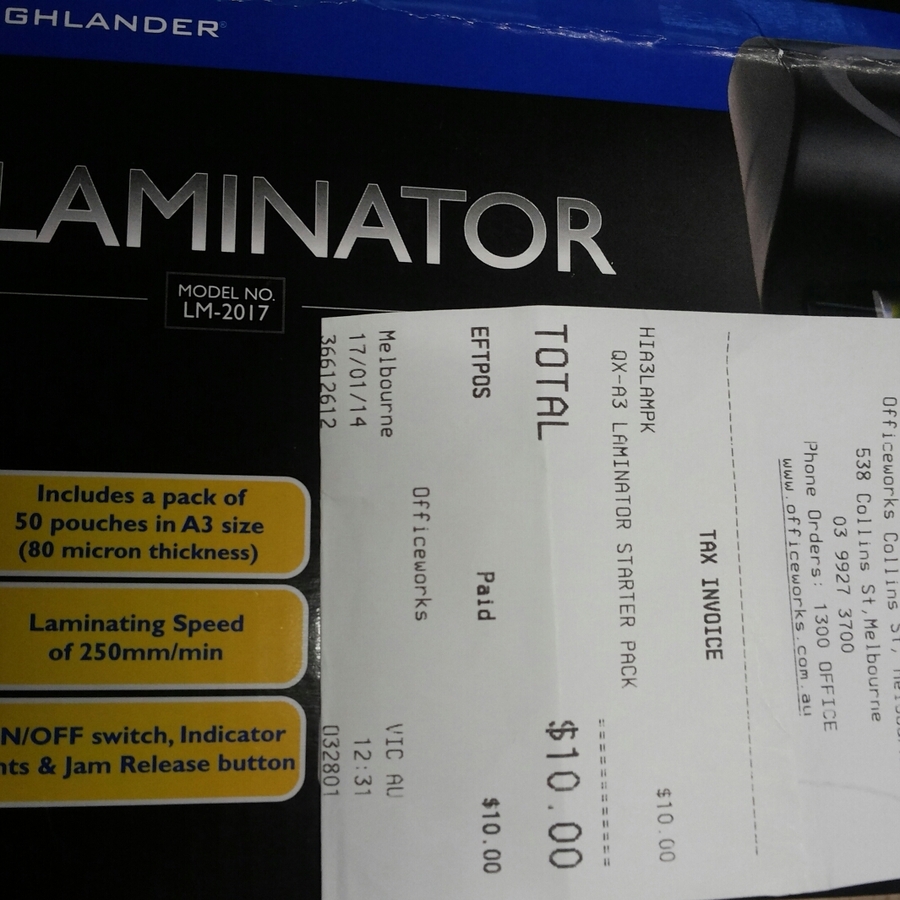 GHLANDER
LAMINATOR
MODEL NO.
LM-2017
Includes a pack of
50 pouches in A3 size
(80 micron thickness)
Laminating Speed
of 250mm/min
N/OFF switch, Indicator
nts & Jam Release button
Officeworks Collins St,
538 Collins St,Melbourne
03 9927 3700
Phone Orders: 1300 OFFICE
www.officeworks.com.au
TAX INVOICE
HIA3LAMPK $10.00
QX-A3 LAMINATOR STARTER PACK
TOTAL $10.00
EFTPOS Paid $10.00
Officeworks
Melbourne VIC AU
17/01/14 12:31
36612612 032801